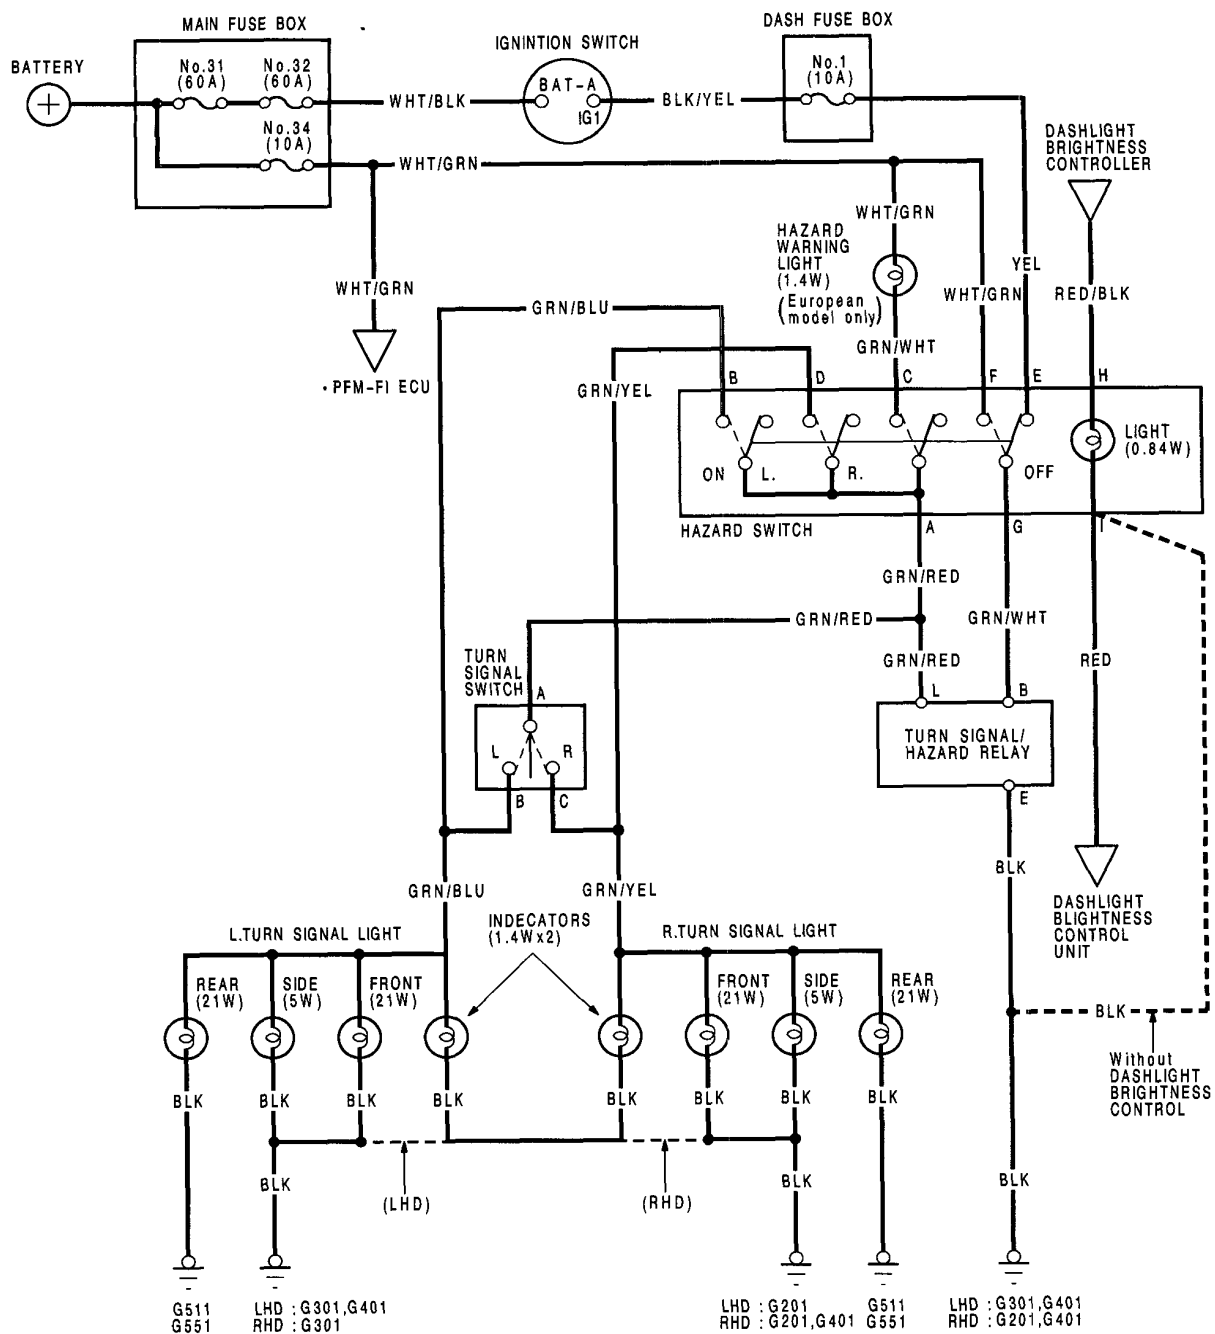 MAIN FUSE BOX
DASH FUSE BOX
IGNINTION SWITCH
BATTERY
No.31
(60A)
No.32
(60A)
No.1
(10A)
BAT-A
IG1
WHT/BLK
BLK/YEL
No.34
(10A)
WHT/GRN
DASHLIGHT
BRIGHTNESS
CONTROLLER
WHT/GRN
HAZARD
WARNING
LIGHT
(1.4W)
(European
model only)
YEL
WHT/GRN
WHT/GRN
RED/BLK
GRN/BLU
GRN/WHT
• PFM-FI ECU
GRN/YEL
B
D
C
F
E
H
LIGHT
(0.84W)
ON
L.
R.
OFF
HAZARD SWITCH
A
G
I
GRN/RED
GRN/RED
GRN/WHT
TURN
SIGNAL
SWITCH
GRN/RED
RED
A
L
B
L
R
TURN SIGNAL/
HAZARD RELAY
B
C
E
BLK
GRN/BLU
GRN/YEL
DASHLIGHT
BLIGHTNESS
CONTROL
UNIT
INDECATORS
(1.4Wx2)
L.TURN SIGNAL LIGHT
R.TURN SIGNAL LIGHT
REAR
(21W)
SIDE
(5W)
FRONT
(21W)
FRONT
(21W)
SIDE
(5W)
REAR
(21W)
BLK
Without
DASHLIGHT
BRIGHTNESS
CONTROL
BLK
BLK
BLK
BLK
BLK
BLK
BLK
BLK
BLK
BLK
BLK
(LHD)
(RHD)
G511
G551
LHD : G301,G401
RHD : G301
LHD : G201
RHD : G201,G401
G511
G551
LHD : G301,G401
RHD : G201,G401